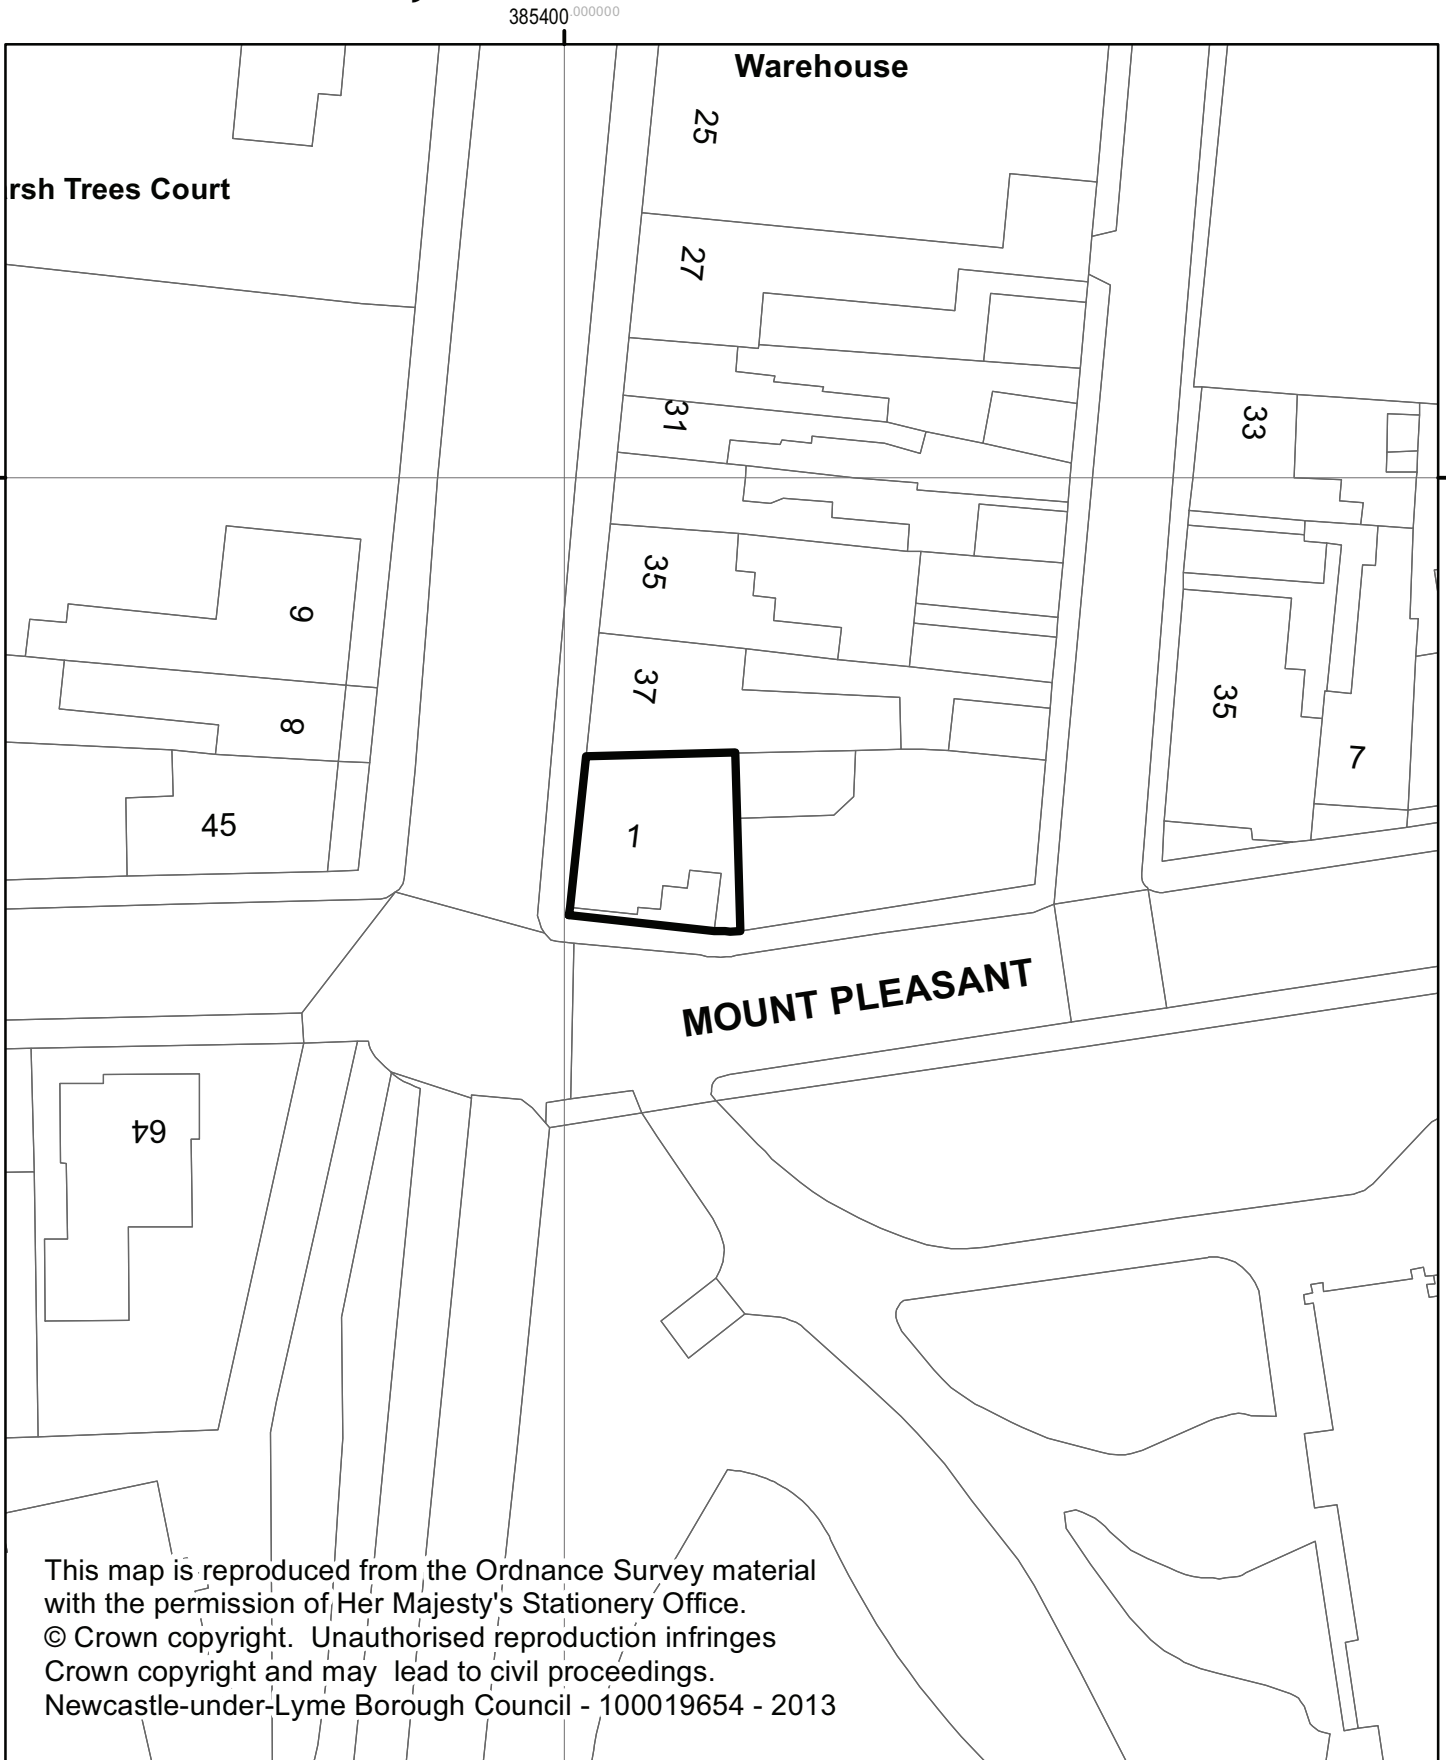 385400.000000
Warehouse
25
rsh Trees Court
27
31
33
35
9
37
8
35
7
45
1
MOUNT PLEASANT
64
This map is reproduced from the Ordnance Survey material
with the permission of Her Majesty's Stationery Office.
© Crown copyright. Unauthorised reproduction infringes
Crown copyright and may lead to civil proceedings.
Newcastle-under-Lyme Borough Council - 100019654 - 2013